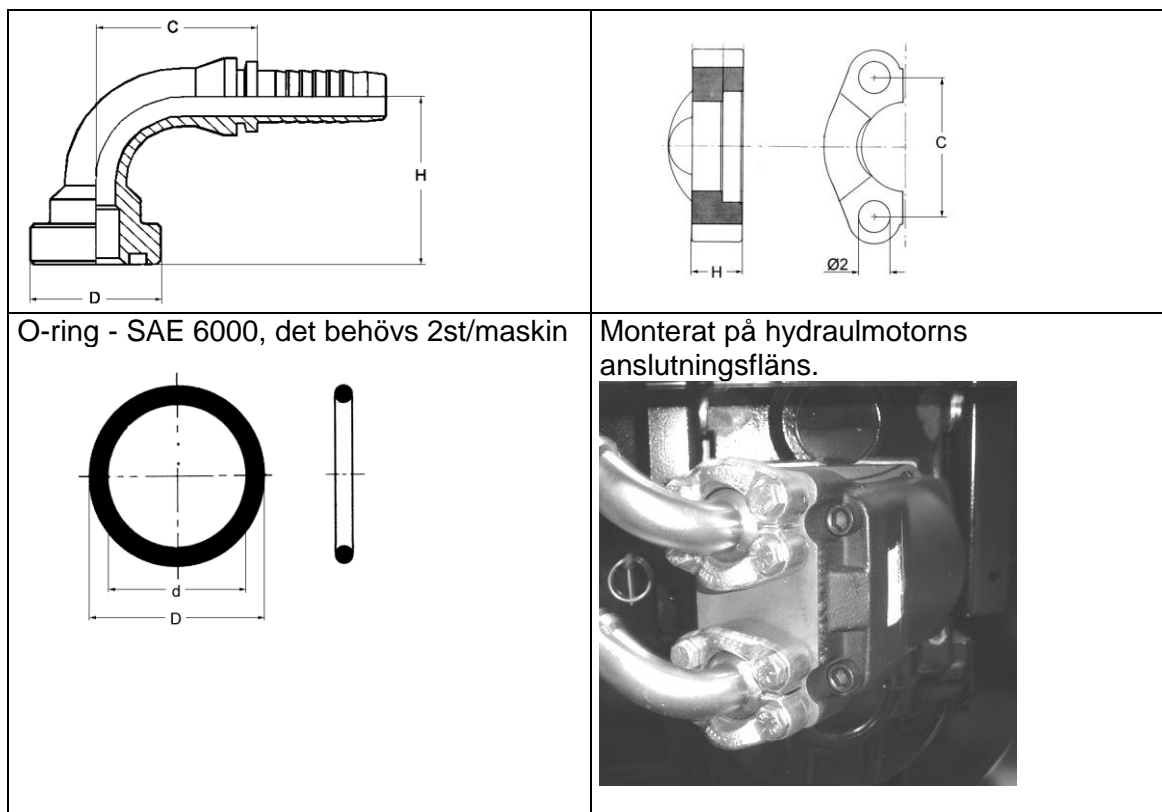 C
H
D
C
H
Ø2
O-ring - SAE 6000, det behövs 2st/maskin
d
D
Monterat på hydraulmotorns
anslutningsfläns.